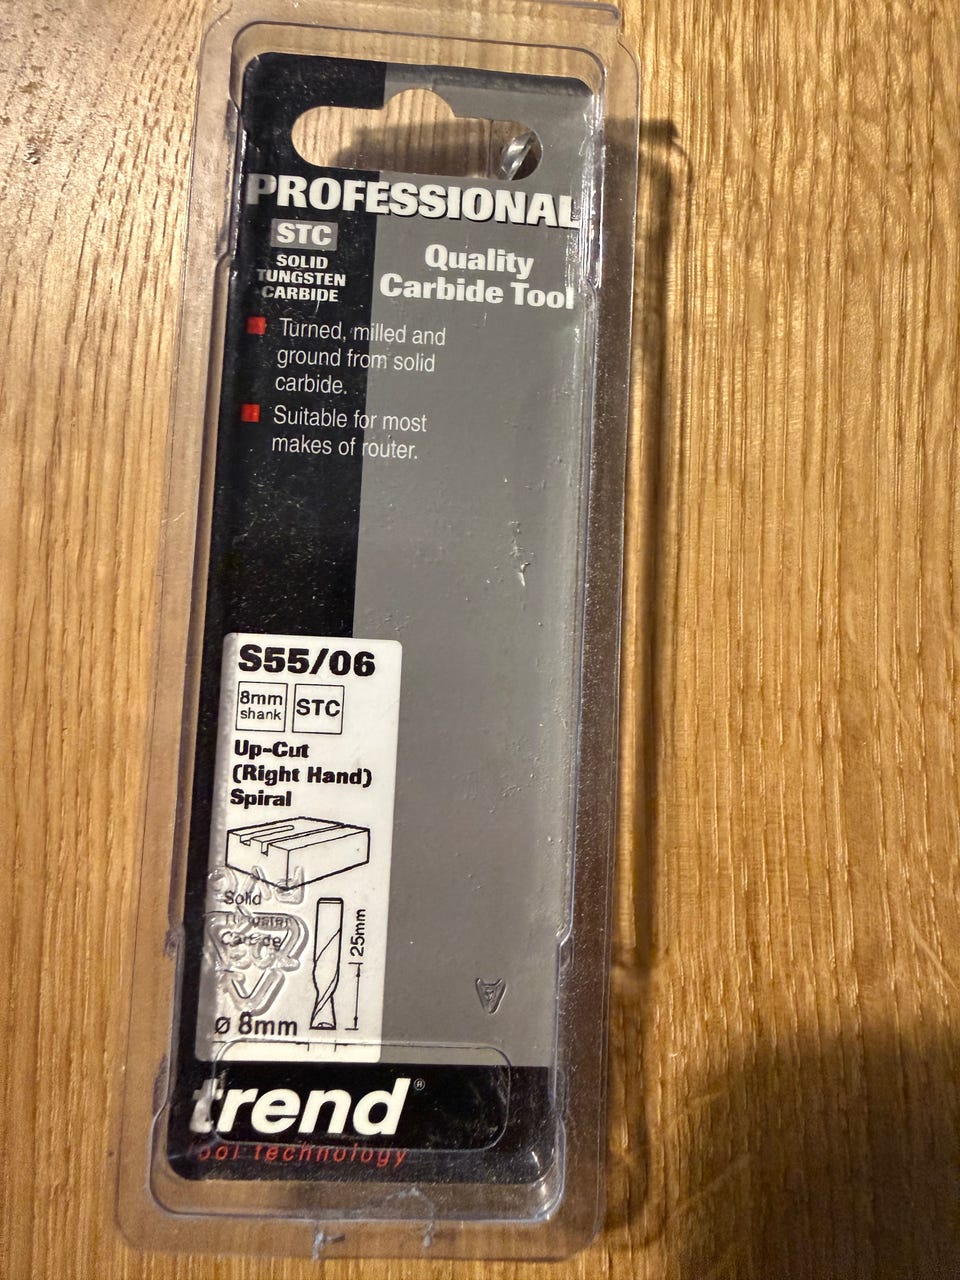 PROFESSIONAL
STC
SOLID
TUNGSTEN
CARBIDE
Quality
Carbide Tool
Turned, milled and
ground from solid
carbide.
Suitable for most
makes of router.
S55/06
8mm
shank
STC
Up-Cut
(Right Hand)
Spiral
Solid
Tungsten
Carbide
25mm
ø 8mm
trend®
tool technology